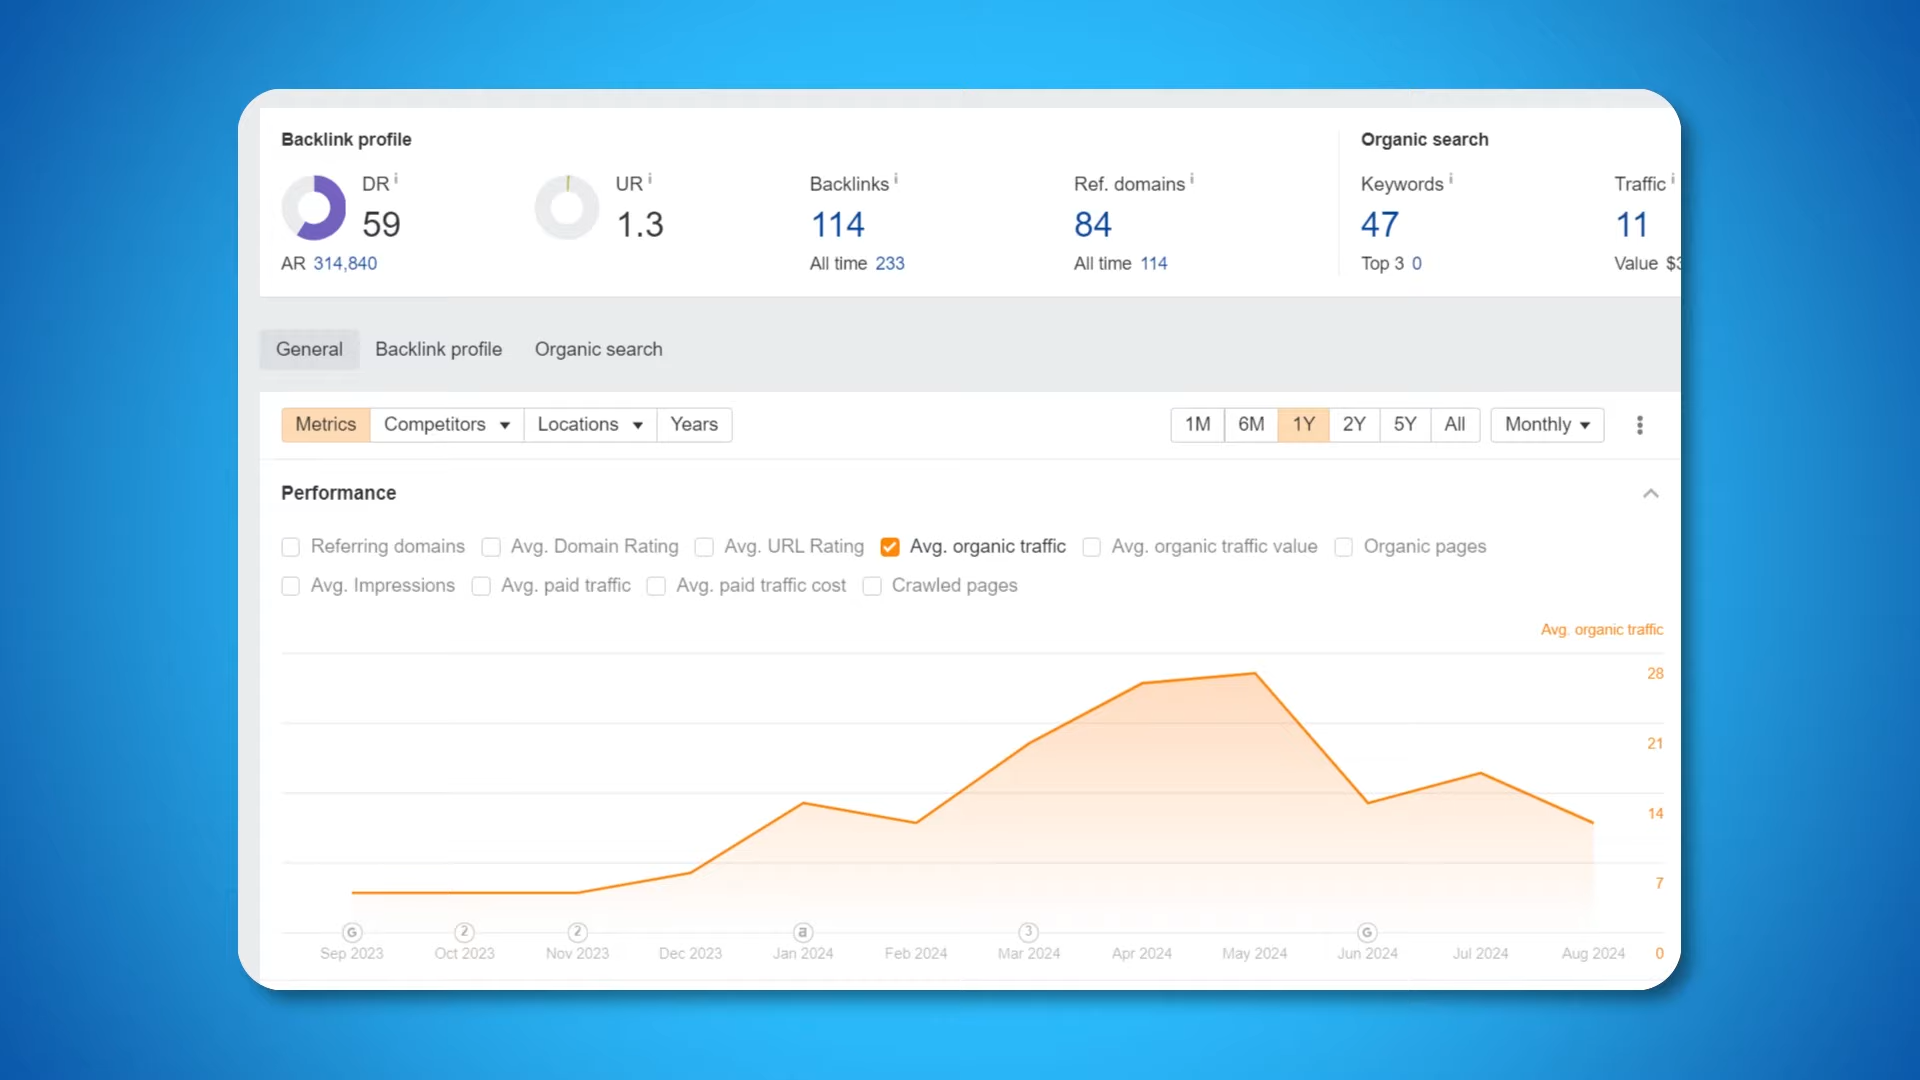 Backlink profile
Organic search
DR i
UR i
Backlinks i
Ref. domains i
Keywords i
Traffic i
59
1.3
114
84
47
11
AR 314,840
All time 233
All time 114
Top 3 0
Value $3
General Backlink profile Organic search
Metrics Competitors Locations Years
1M 6M 1Y 2Y 5Y All Monthly
Performance
Referring domains Avg. Domain Rating Avg. URL Rating Avg. organic traffic Avg. organic traffic value Organic pages
Avg. Impressions Avg. paid traffic Avg. paid traffic cost Crawled pages
Avg. organic traffic
28
21
14
7
G 2 2 a 3 G
Sep 2023 Oct 2023 Nov 2023 Dec 2023 Jan 2024 Feb 2024 Mar 2024 Apr 2024 May 2024 Jun 2024 Jul 2024 Aug 2024 0